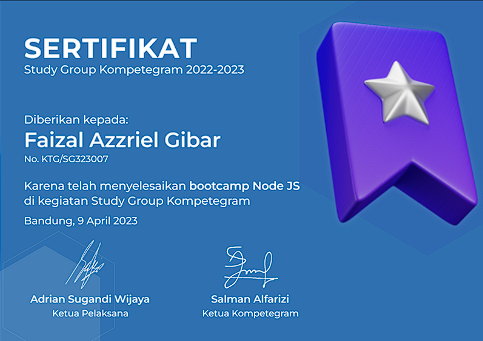 SERTIFIKAT
Study Group Kompetegram 2022-2023
Diberikan kepada:
Faizal Azzriel Gibar
No. KTG/SG323007
Karena telah menyelesaikan bootcamp Node JS
di kegiatan Study Group Kompetegram
Bandung, 9 April 2023
Adrian Sugandi Wijaya
Ketua Pelaksana
Salman Alfarizi
Ketua Kompetegram